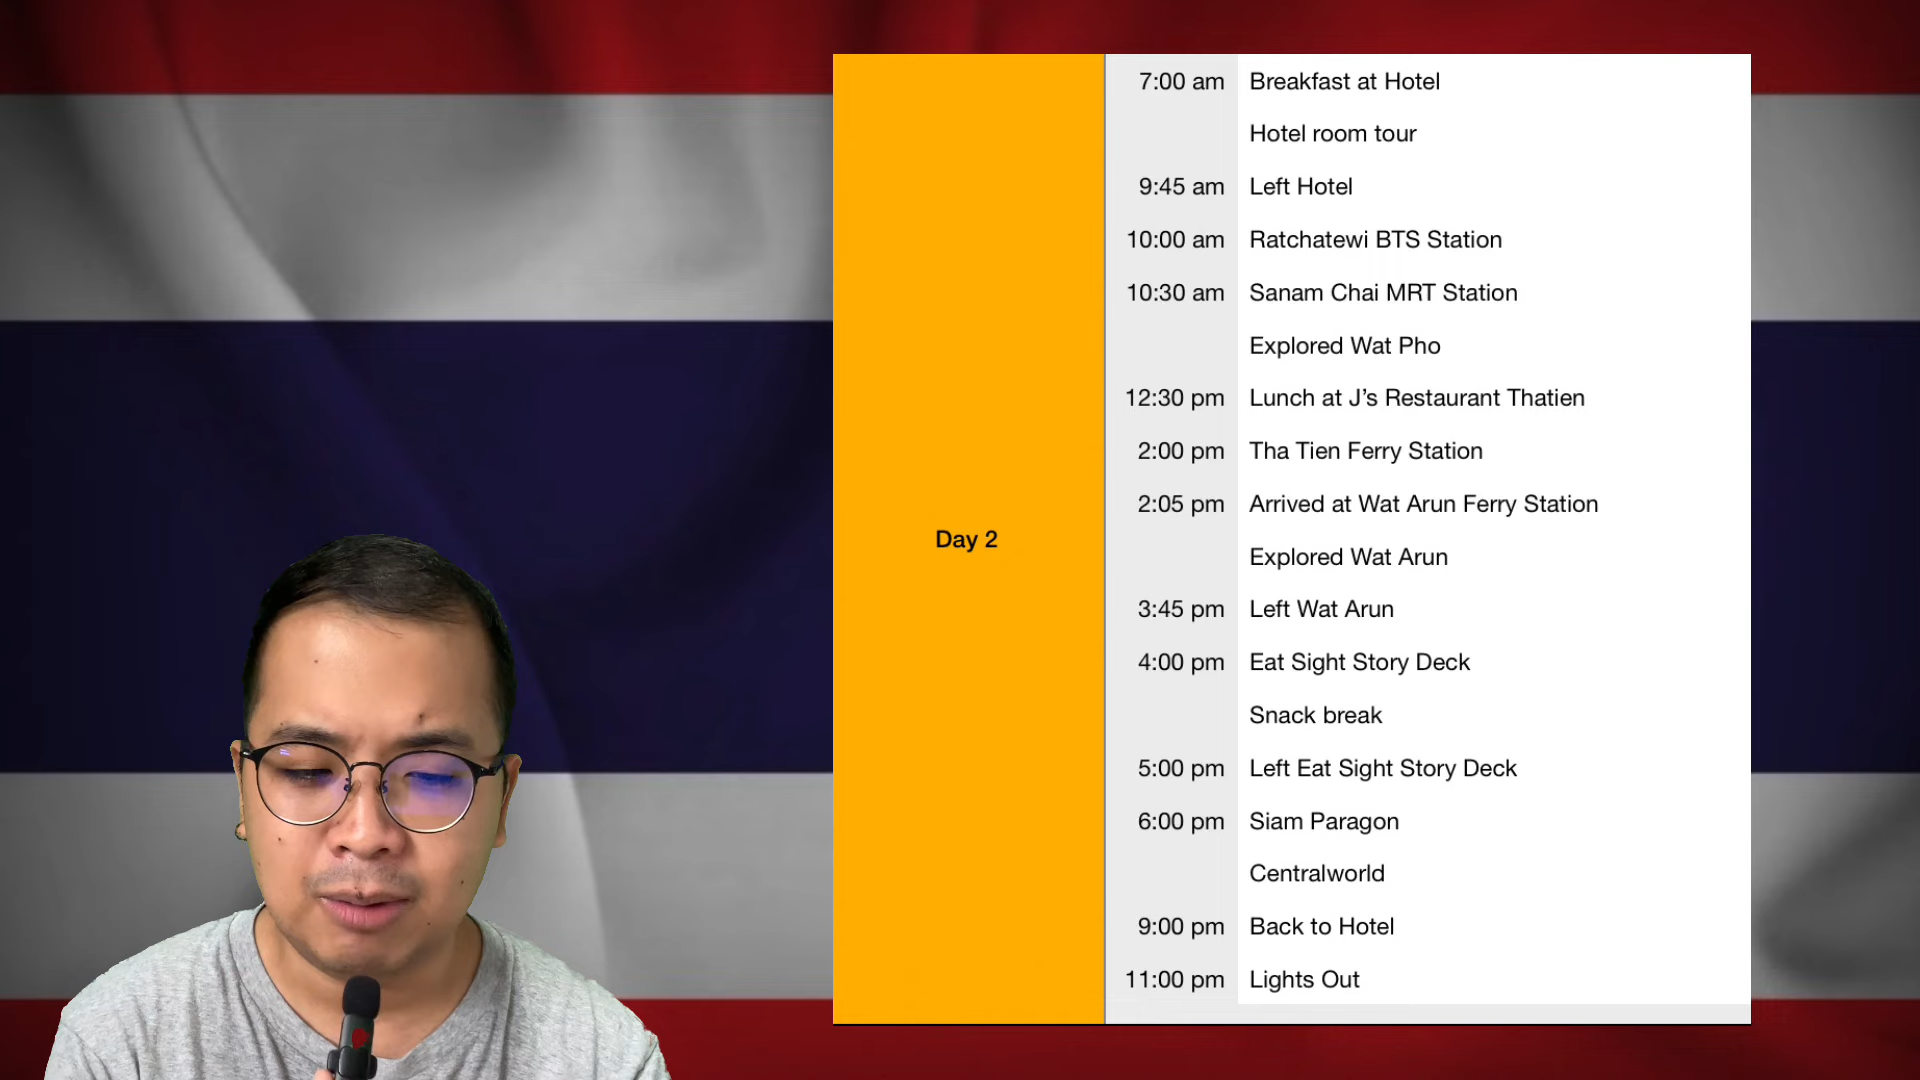 7:00 am Breakfast at Hotel
Hotel room tour
9:45 am Left Hotel
10:00 am Ratchatewi BTS Station
10:30 am Sanam Chai MRT Station
Explored Wat Pho
12:30 pm Lunch at J’s Restaurant Thatien
2:00 pm Tha Tien Ferry Station
2:05 pm Arrived at Wat Arun Ferry Station
Day 2
Explored Wat Arun
3:45 pm Left Wat Arun
4:00 pm Eat Sight Story Deck
Snack break
5:00 pm Left Eat Sight Story Deck
6:00 pm Siam Paragon
Centralworld
9:00 pm Back to Hotel
11:00 pm Lights Out